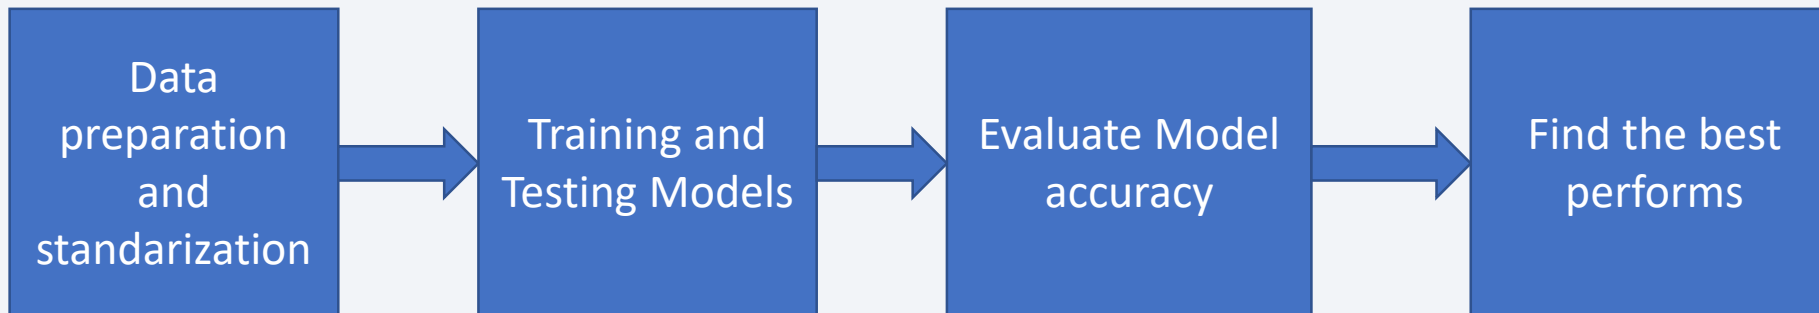 Data
preparation
and
standarization
Training and
Testing Models
Evaluate Model
accuracy
Find the best
performs